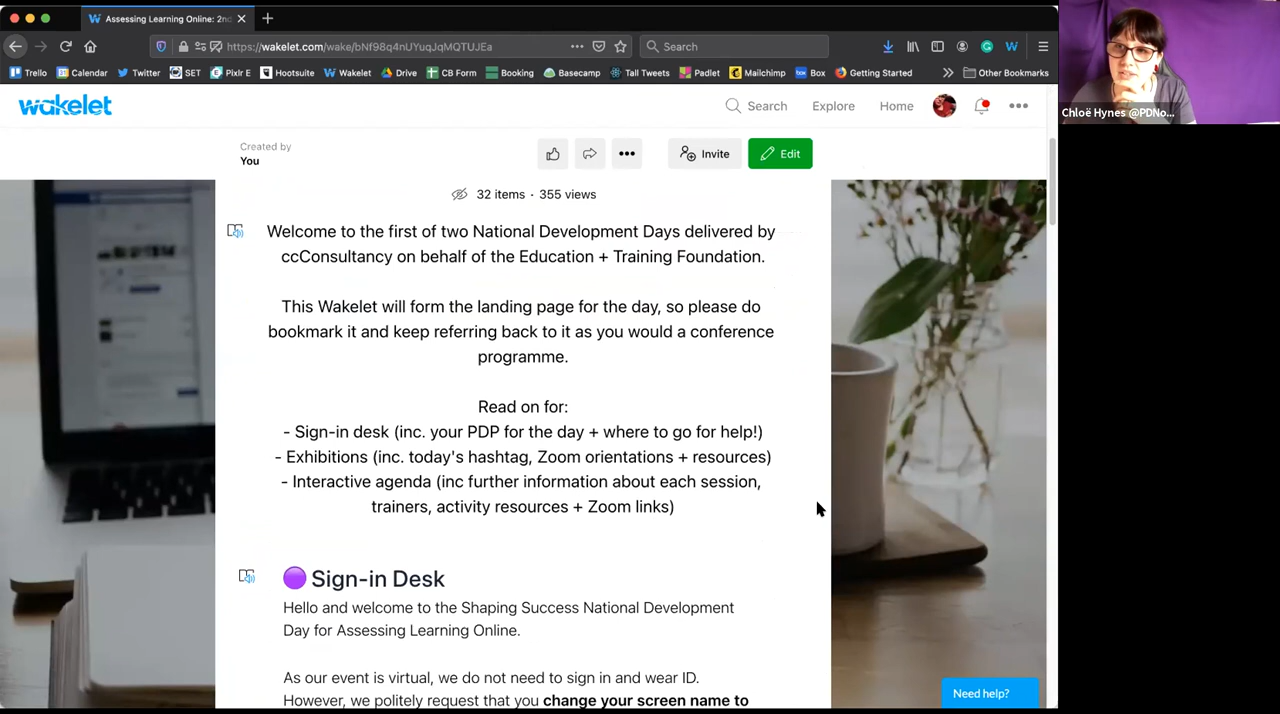 Assessing Learning Online: 2nd
https://wakelet.com/wake/bNf98q4nUYuqJqMQTUJEa
Search
Trello Calendar Twitter SET Pixlr E Hootsuite Wakelet Drive CB Form Booking Basecamp Tall Tweets Padlet Mailchimp Box Getting Started Other Bookmarks
Chloë Hynes @PDNo...
wakelet
Search Explore Home
Created by
You
Invite Edit
32 items · 355 views
Welcome to the first of two National Development Days delivered by
ccConsultancy on behalf of the Education + Training Foundation.
This Wakelet will form the landing page for the day, so please do
bookmark it and keep referring back to it as you would a conference
programme.
Read on for:
- Sign-in desk (inc. your PDP for the day + where to go for help!)
- Exhibitions (inc. today's hashtag, Zoom orientations + resources)
- Interactive agenda (inc further information about each session,
trainers, activity resources + Zoom links)
Sign-in Desk
Hello and welcome to the Shaping Success National Development
Day for Assessing Learning Online.
As our event is virtual, we do not need to sign in and wear ID.
However, we politely request that you change your screen name to
Need help?